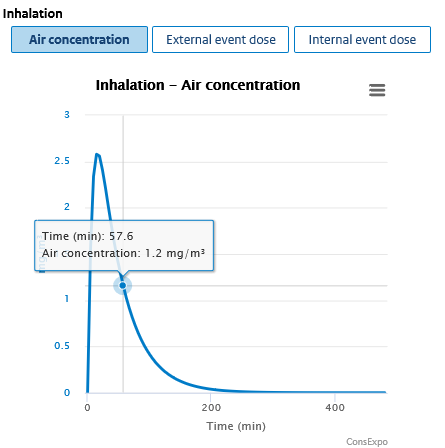 Inhalation
Air concentration
External event dose
Internal event dose
Inhalation – Air concentration
3
2.5
2
Time (min): 57.6
Air concentration: 1.2 mg/m³
1
0.5
0
0
200
400
Time (min)
ConsExpo